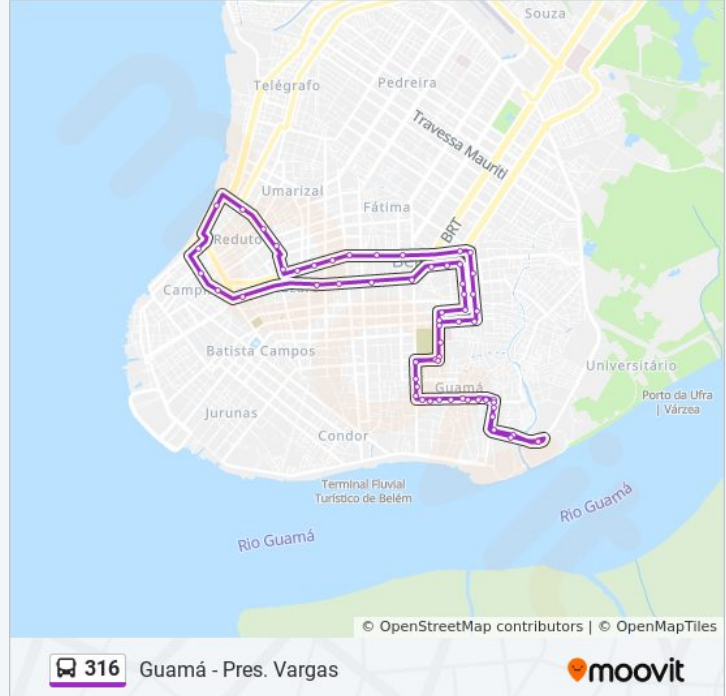 Souza
Telégrafo
Pedreira
Travessa Mauriti
Umarizal
Fátima
BRT
Reduto
Batista Campos
Universitário
Guamá
Porto da Ufra
| Várzea
Jurunas
Condor
Terminal Fluvial
Turístico de Belém
Rio Guamá
Rio Guamá
© OpenStreetMap contributors | © OpenMapTiles
316 Guamá - Pres. Vargas
moovit